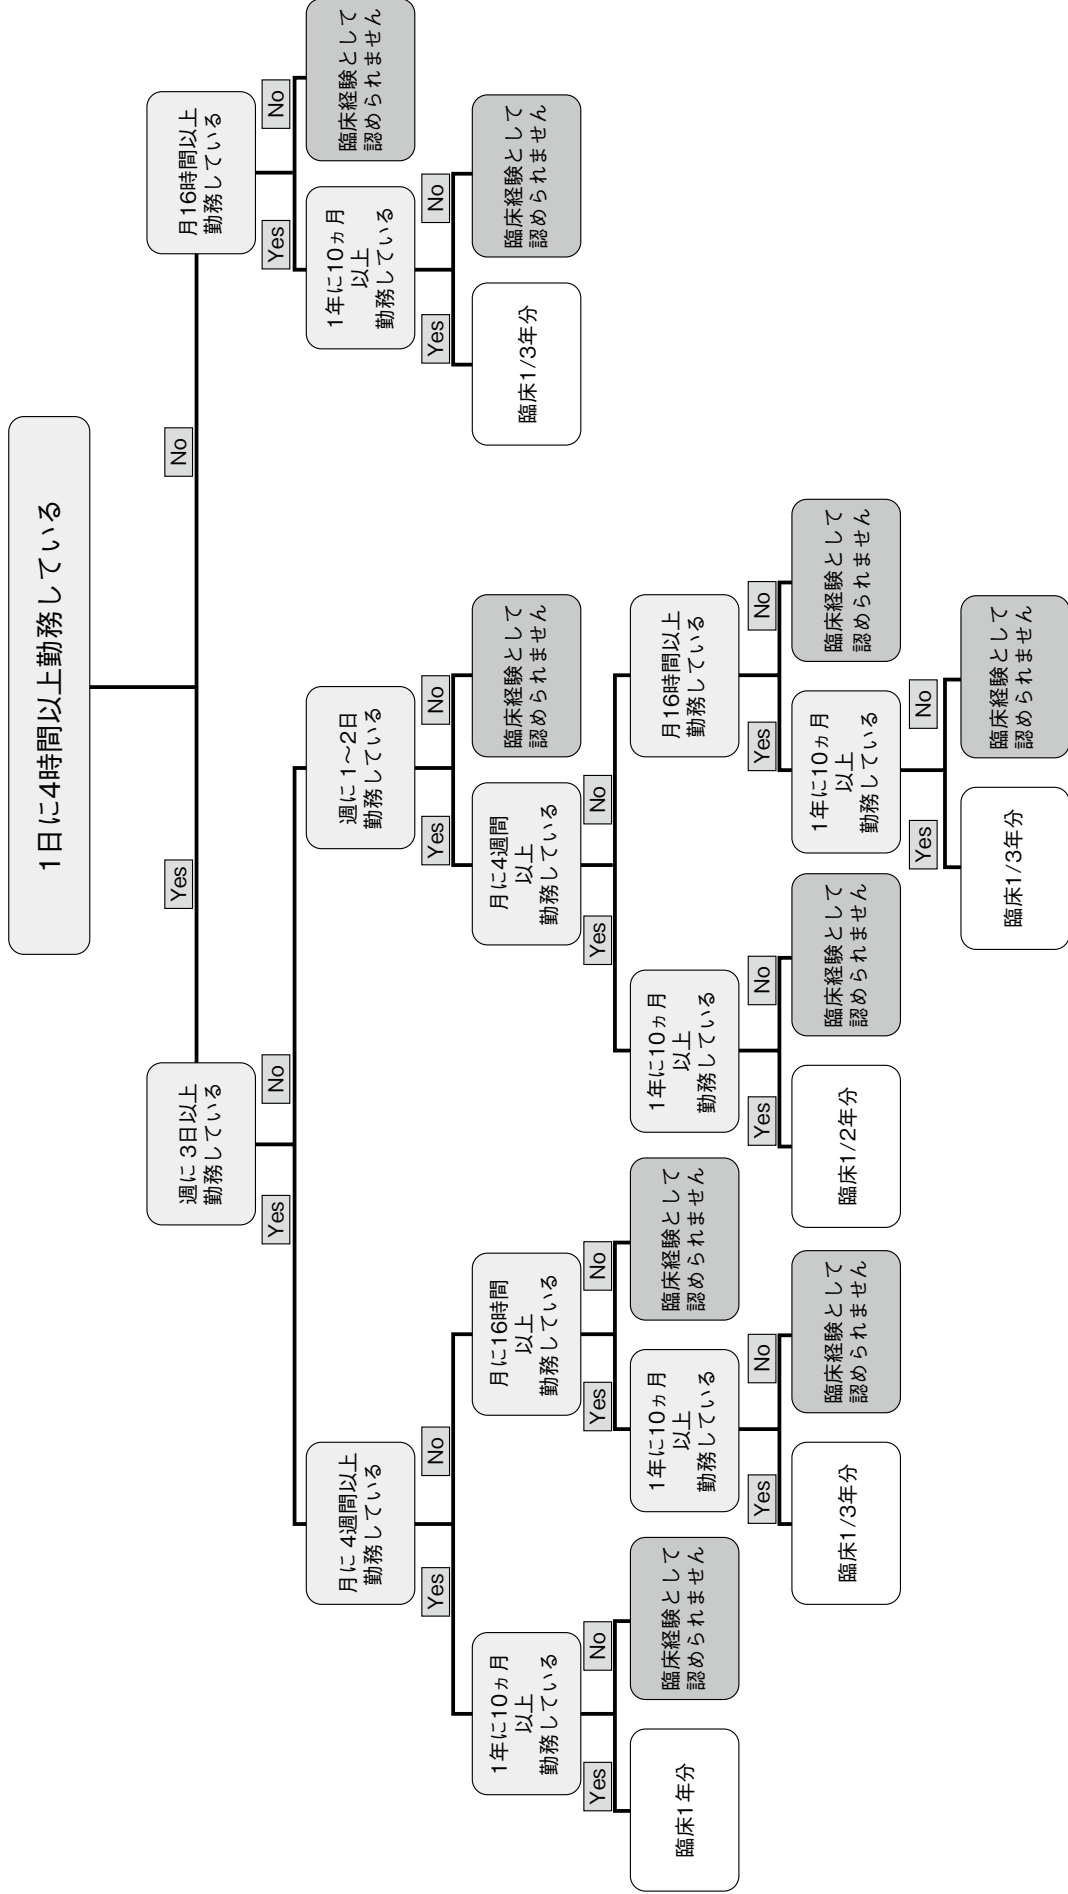 1日に4時間以上勤務している
Yes
No
週に 3日以上
勤務している
月16時間以上
勤務している
Yes
No
Yes
No
月に 4週間以上
勤務している
週に 1〜2日
勤務している
1年に10ヵ月
以上
勤務している
臨床経験として
認められません
Yes
No
Yes
No
Yes
No
1年に10ヵ月
以上
勤務している
月に16時間
以上
勤務している
月に4週間
以上
勤務している
臨床経験として
認められません
臨床1/3年分
臨床経験として
認められません
Yes
No
Yes
No
Yes
No
臨床1年分
臨床経験として
認められません
1年に10ヵ月
以上
勤務している
臨床経験として
認められません
1年に10ヵ月
以上
勤務している
月16時間以上
勤務している
Yes
No
Yes
No
Yes
No
臨床1/3年分
臨床経験として
認められません
臨床1/2年分
臨床経験として
認められません
1年に10ヵ月
以上
勤務している
臨床経験として
認められません
Yes
No
臨床1/3年分
臨床経験として
認められません